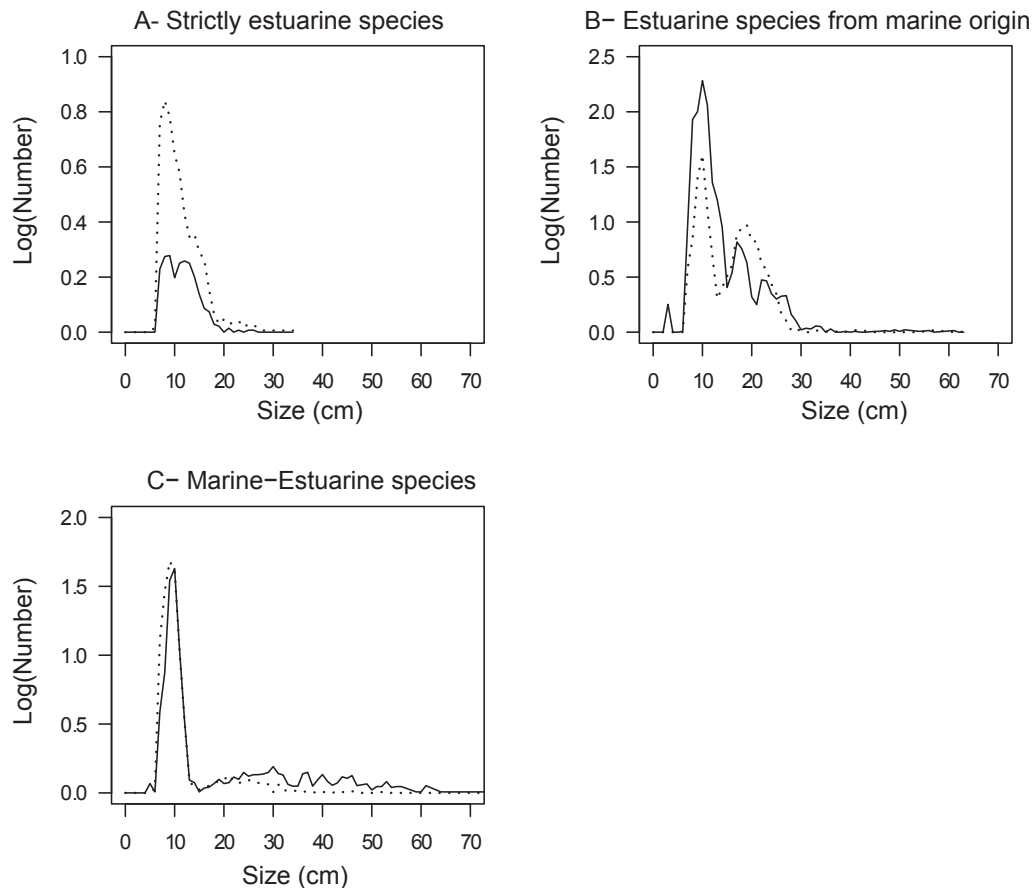 A- Strictly estuarine species
1.0
0.8
0.6
0.4
0.2
0.0
Log(Number)
0 10 20 30 40 50 60 70
Size (cm)
B− Estuarine species from marine origin
2.5
2.0
1.5
1.0
0.5
0.0
Log(Number)
0 10 20 30 40 50 60 70
Size (cm)
C− Marine−Estuarine species
2.0
1.5
1.0
0.5
0.0
Log(Number)
0 10 20 30 40 50 60 70
Size (cm)